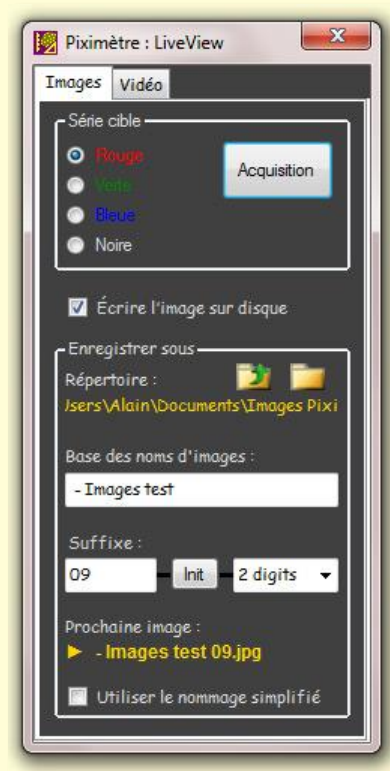 Piximètre : LiveView
Images Vidéo
Série cible
Rouge
Verte
Acquisition
Bleue
Noire
Écrire l'image sur disque
Enregistrer sous
Répertoire :
Jsers\Alain\Documents\Images Pixi
Base des noms d'images :
- Images test
Suffixe :
09 Init 2 digits
Prochaine image :
► - Images test 09.jpg
Utiliser le nommage simplifié